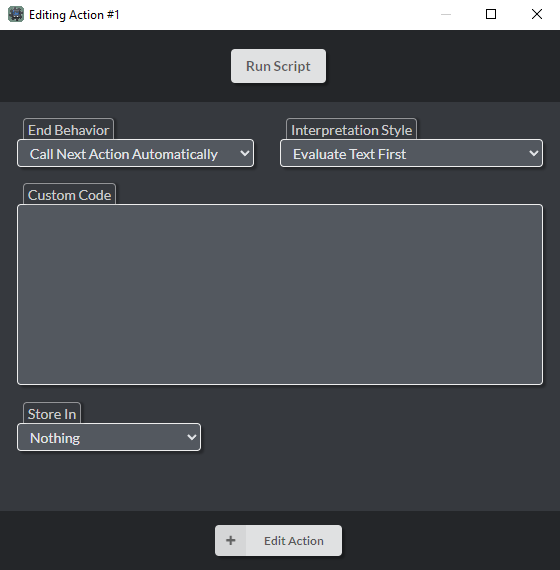 Editing Action #1
Run Script
End Behavior
Interpretation Style
Call Next Action Automatically
Evaluate Text First
Custom Code
Store In
Nothing
+ Edit Action